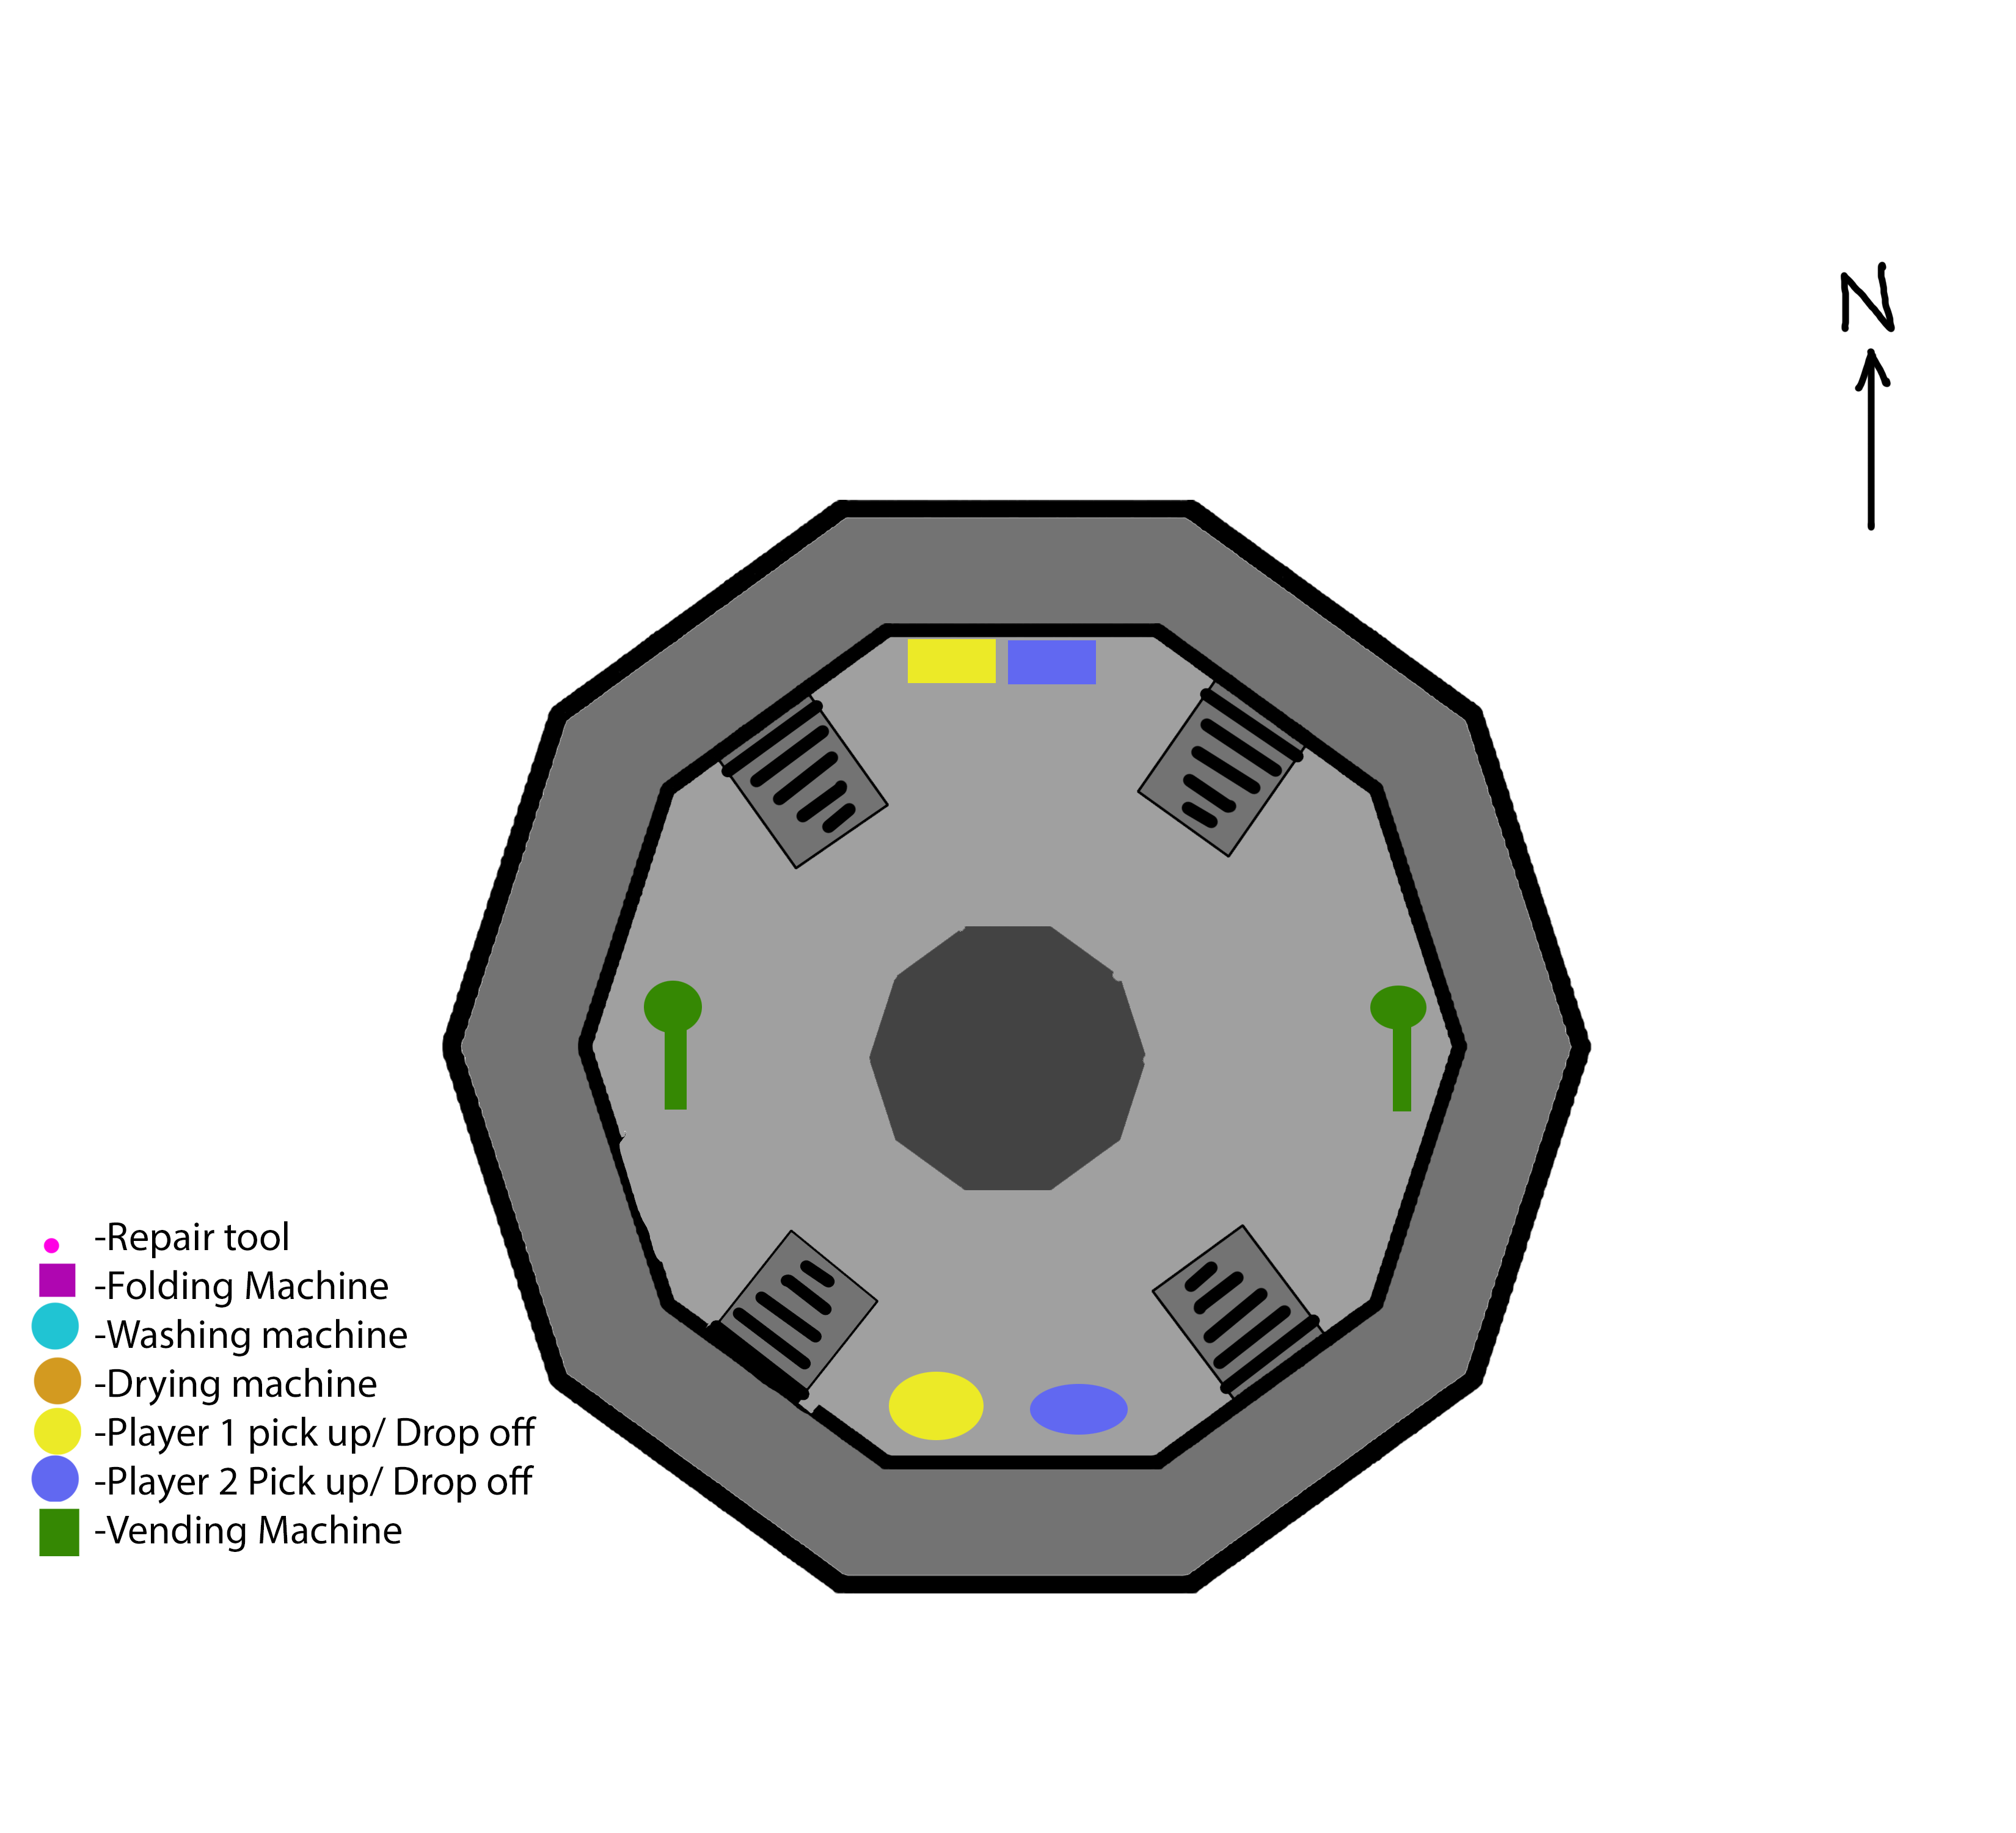 N
-Repair tool
-Folding Machine
-Washing machine
-Drying machine
-Player 1 pick up/ Drop off
-Player 2 Pick up/ Drop off
-Vending Machine